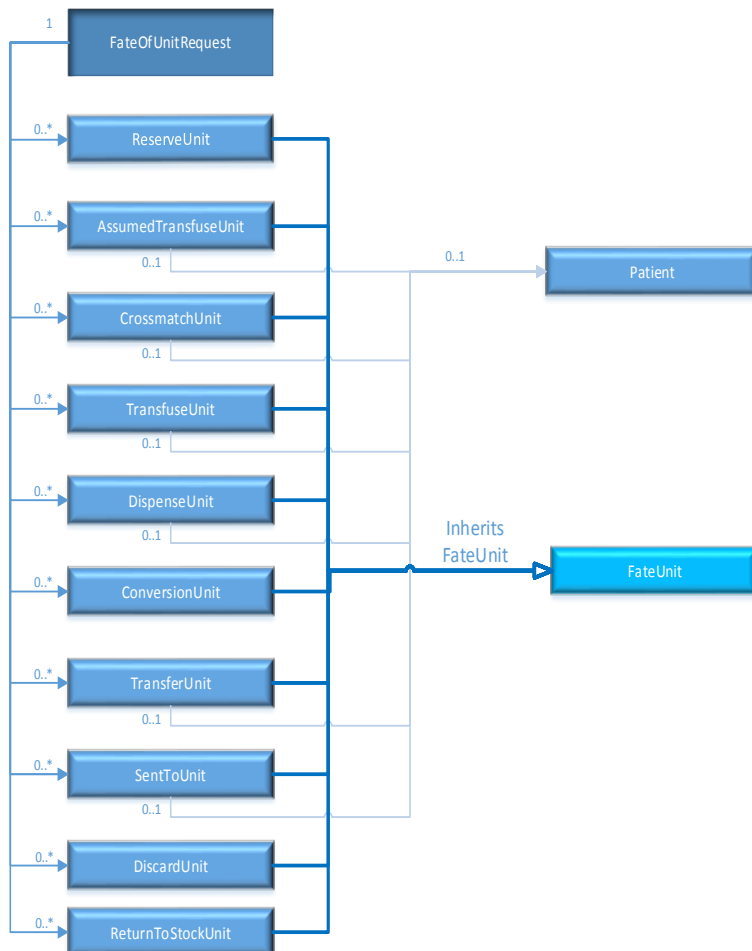 1
FateOfUnitRequest
0..*
ReserveUnit
0..*
AssumedTransfuseUnit
0..1
0..1
Patient
0..*
CrossmatchUnit
0..1
0..*
TransfuseUnit
0..1
0..*
DispenseUnit
0..1
Inherits
FateUnit
FateUnit
0..*
ConversionUnit
0..*
TransferUnit
0..1
0..*
SentToUnit
0..1
0..*
DiscardUnit
0..*
ReturnToStockUnit